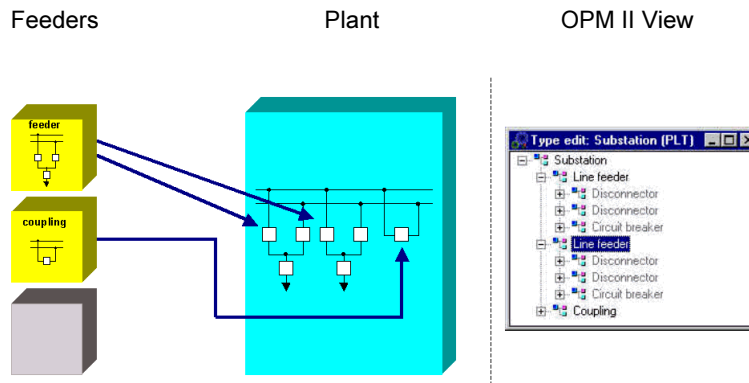 Feeders
Plant
OPM II View
feeder
coupling
Type edit: Substation (PLT)
Substation
Line feeder
Disconnector
Disconnector
Circuit breaker
Line feeder
Disconnector
Disconnector
Circuit breaker
Coupling